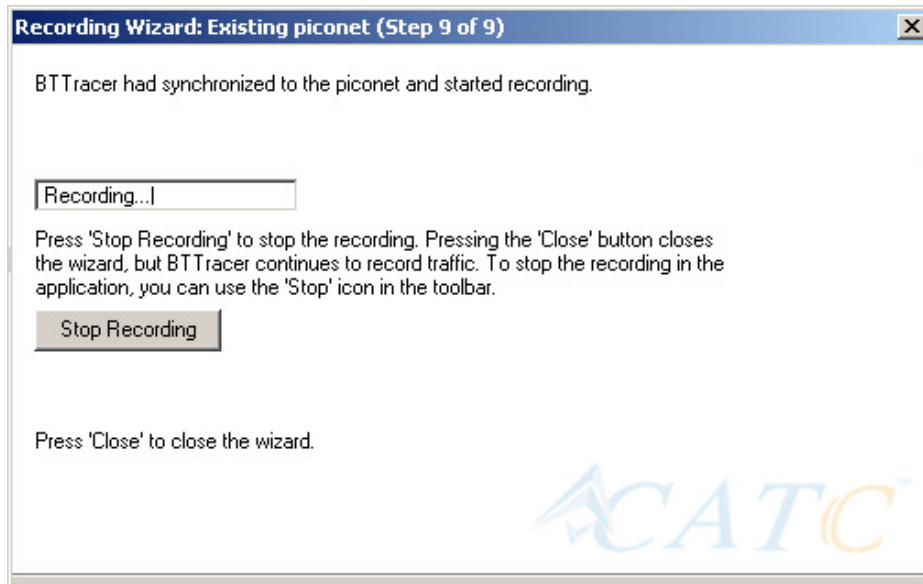 Recording Wizard: Existing piconet (Step 9 of 9)
BTTracer had synchronized to the piconet and started recording.
Recording...
Press 'Stop Recording' to stop the recording. Pressing the 'Close' button closes
the wizard, but BTTracer continues to record traffic. To stop the recording in the
application, you can use the 'Stop' icon in the toolbar.
Stop Recording
Press 'Close' to close the wizard.
CATC™